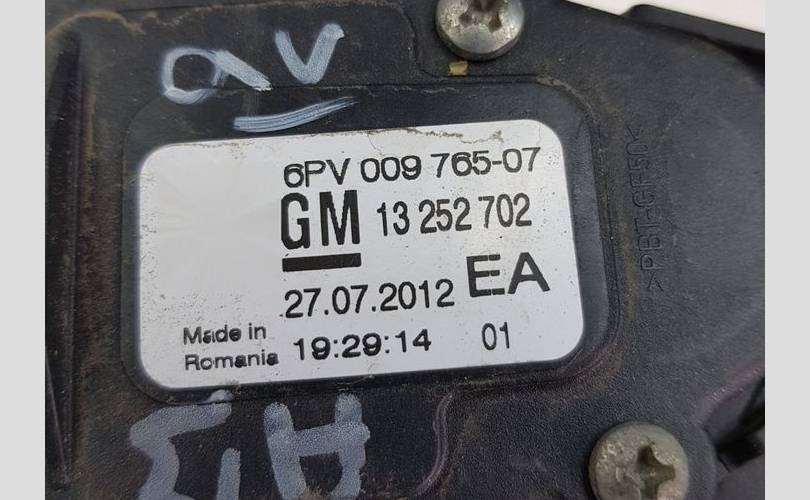 6PV 009 765-07
GM 13 252 702
27.07.2012 EA
Made in
Romania 19:29:14 01
>PBT-GF50<